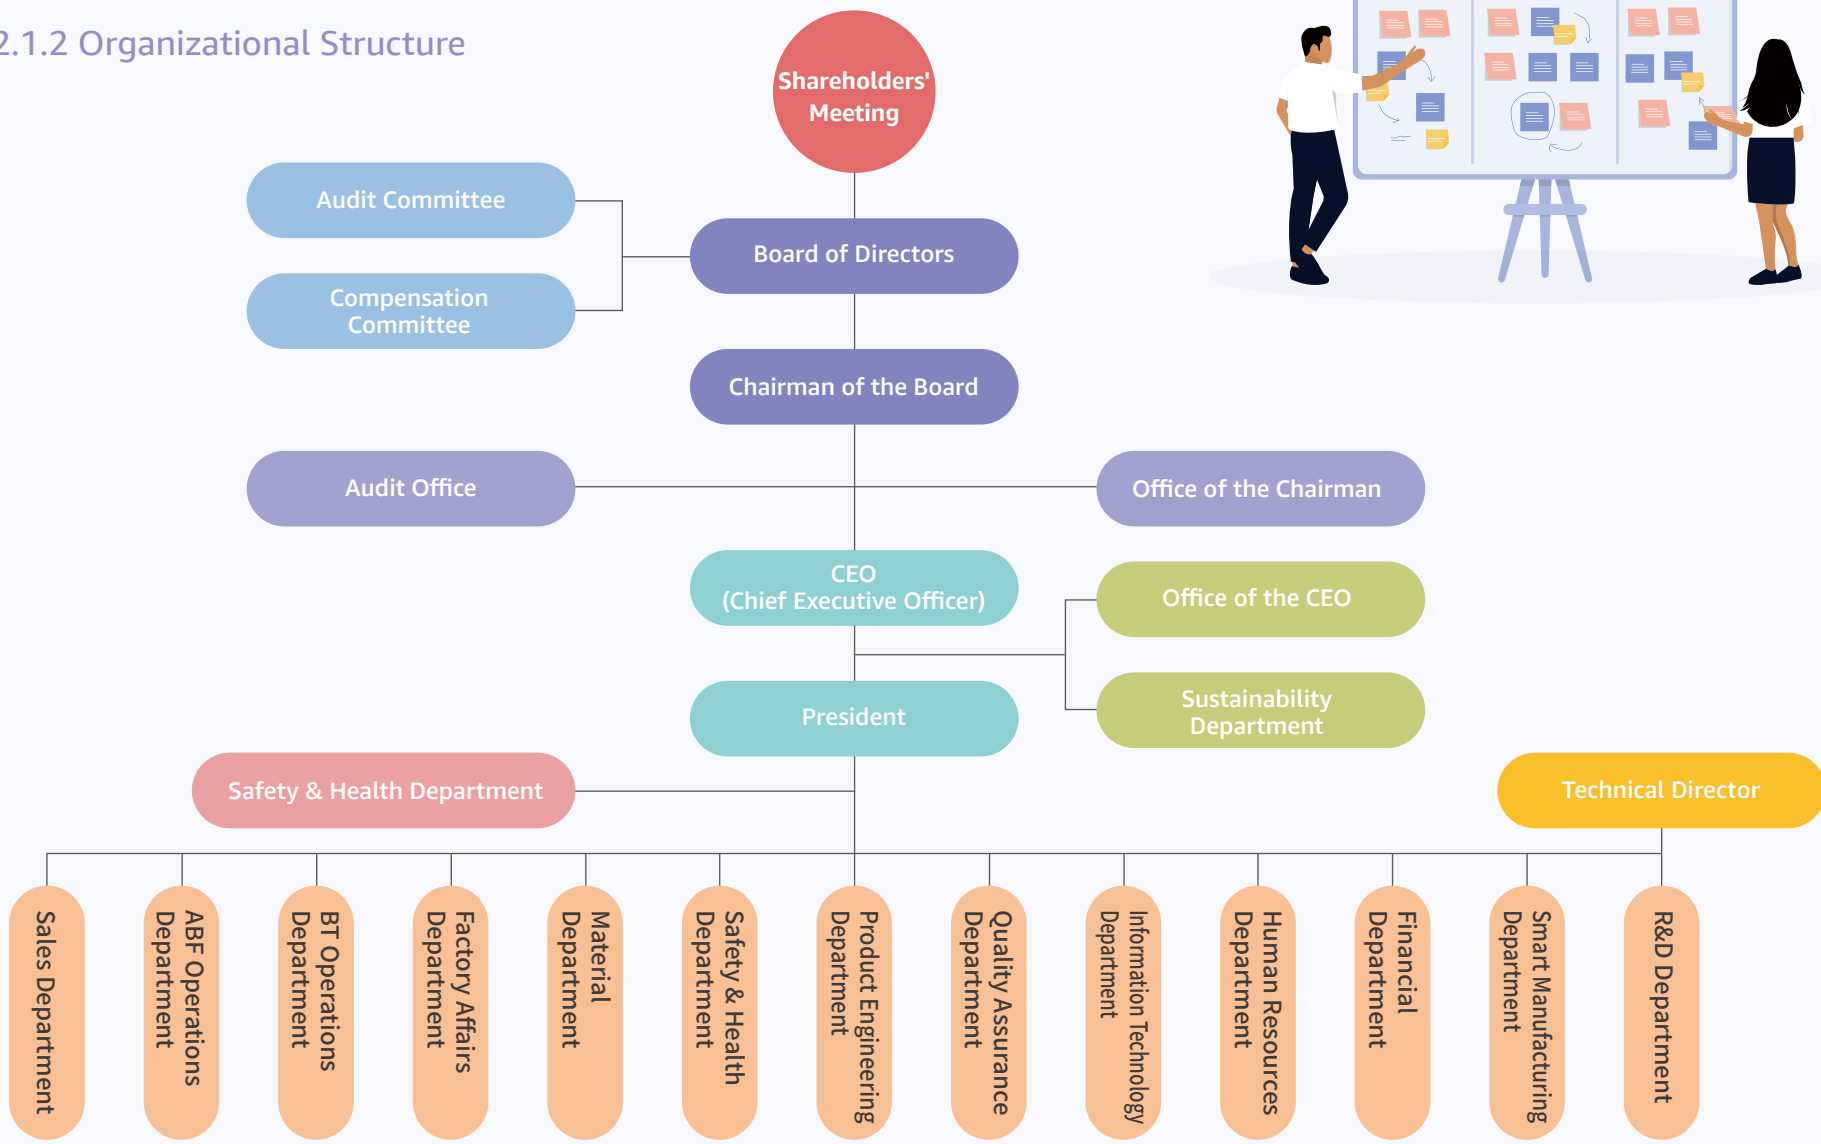 2.1.2 Organizational Structure
Shareholders'
Meeting
Audit Committee
Board of Directors
Compensation
Committee
Chairman of the Board
Audit Office
Office of the Chairman
CEO
(Chief Executive Officer)
Office of the CEO
Sustainability
Department
President
Safety & Health Department
Technical Director
Sales Department
ABF Operations
Department
BT Operations
Department
Factory Affairs
Department
Material
Department
Safety & Health
Department
Product Engineering
Department
Quality Assurance
Department
Information Technology
Department
Human Resources
Department
Financial
Department
Smart Manufacturing
Department
R&D Department